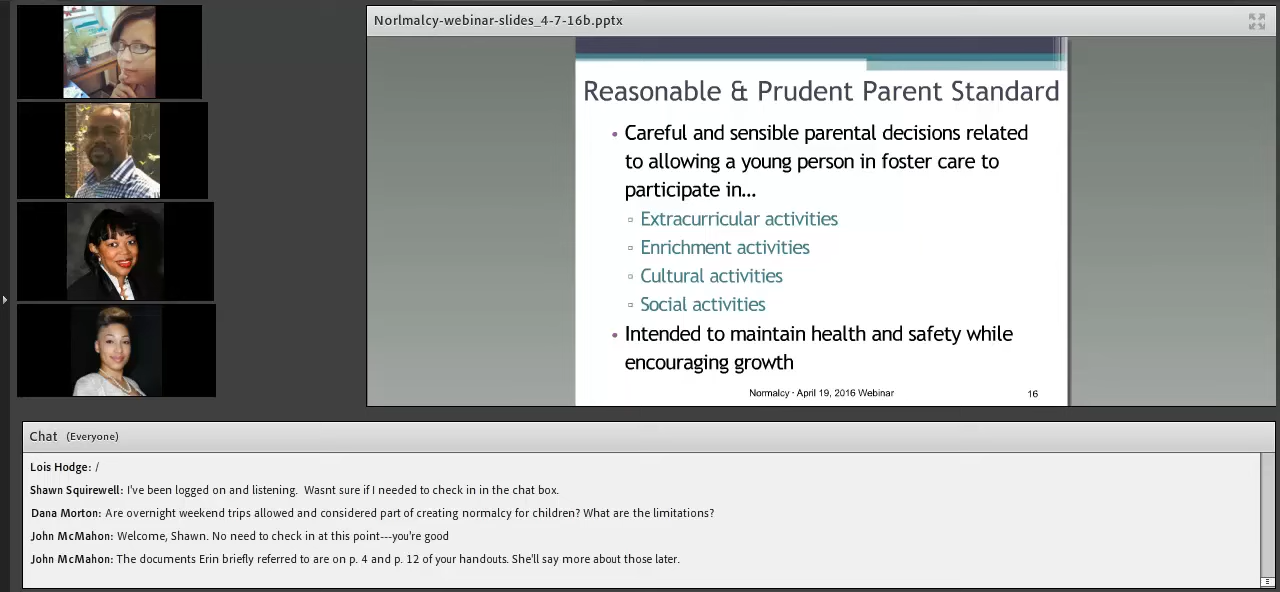 Norlmalcy-webinar-slides_4-7-16b.pptx
Reasonable & Prudent Parent Standard
• Careful and sensible parental decisions related
to allowing a young person in foster care to
participate in...
▫ Extracurricular activities
▫ Enrichment activities
▫ Cultural activities
▫ Social activities
• Intended to maintain health and safety while
encouraging growth
Normalcy · April 19, 2016 Webinar 16
Chat (Everyone)
Lois Hodge: /
Shawn Squirewell: I've been logged on and listening. Wasnt sure if I needed to check in in the chat box.
Dana Morton: Are overnight weekend trips allowed and considered part of creating normalcy for children? What are the limitations?
John McMahon: Welcome, Shawn. No need to check in at this point---you're good
John McMahon: The documents Erin briefly referred to are on p. 4 and p. 12 of your handouts. She'll say more about those later.